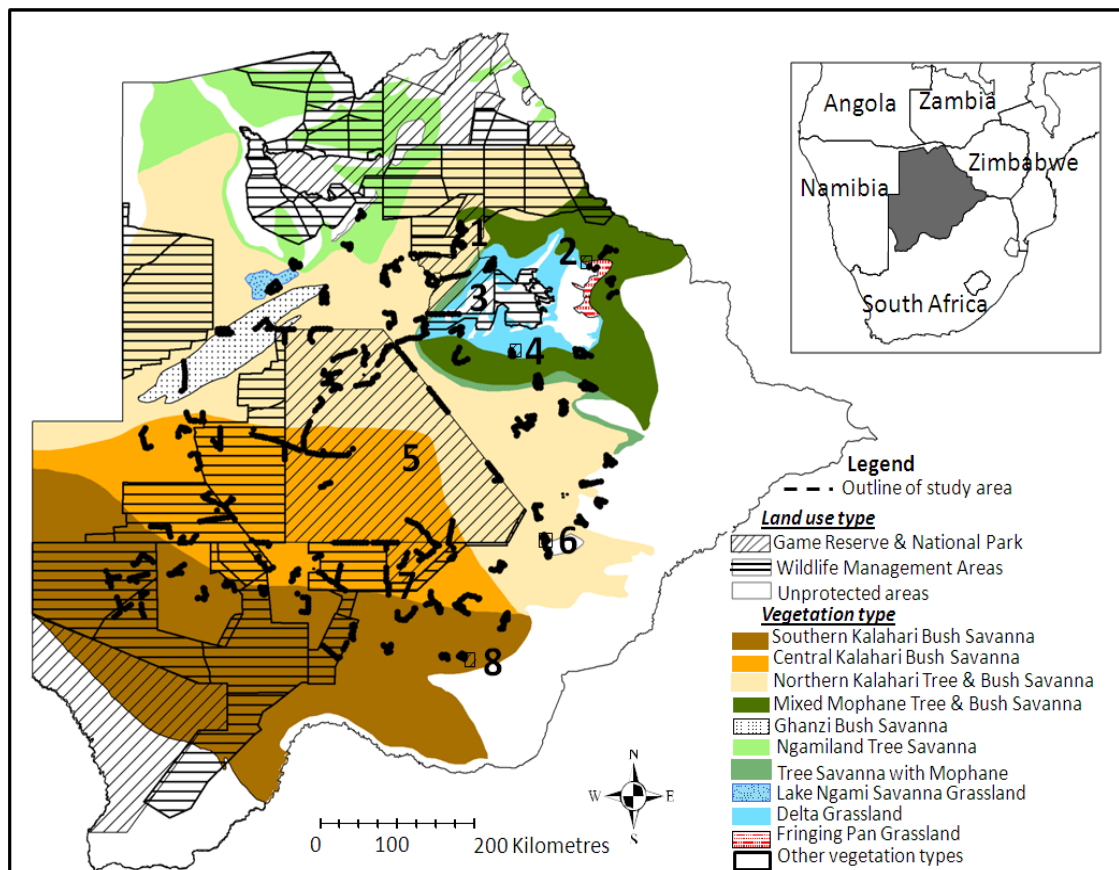 Angola
Zambia
Zimbabwe
Namibia
South Africa
1
2
3
4
5
6
7
8
Legend
Outline of study area
Land use type
Game Reserve & National Park
Wildlife Management Areas
Unprotected areas
Vegetation type
Southern Kalahari Bush Savanna
Central Kalahari Bush Savanna
Northern Kalahari Tree & Bush Savanna
Mixed Mophane Tree & Bush Savanna
Ghanzi Bush Savanna
Ngamiland Tree Savanna
Tree Savanna with Mophane
Lake Ngami Savanna Grassland
Delta Grassland
Fringing Pan Grassland
Other vegetation types
N
W E
S
0 100 200 Kilometres